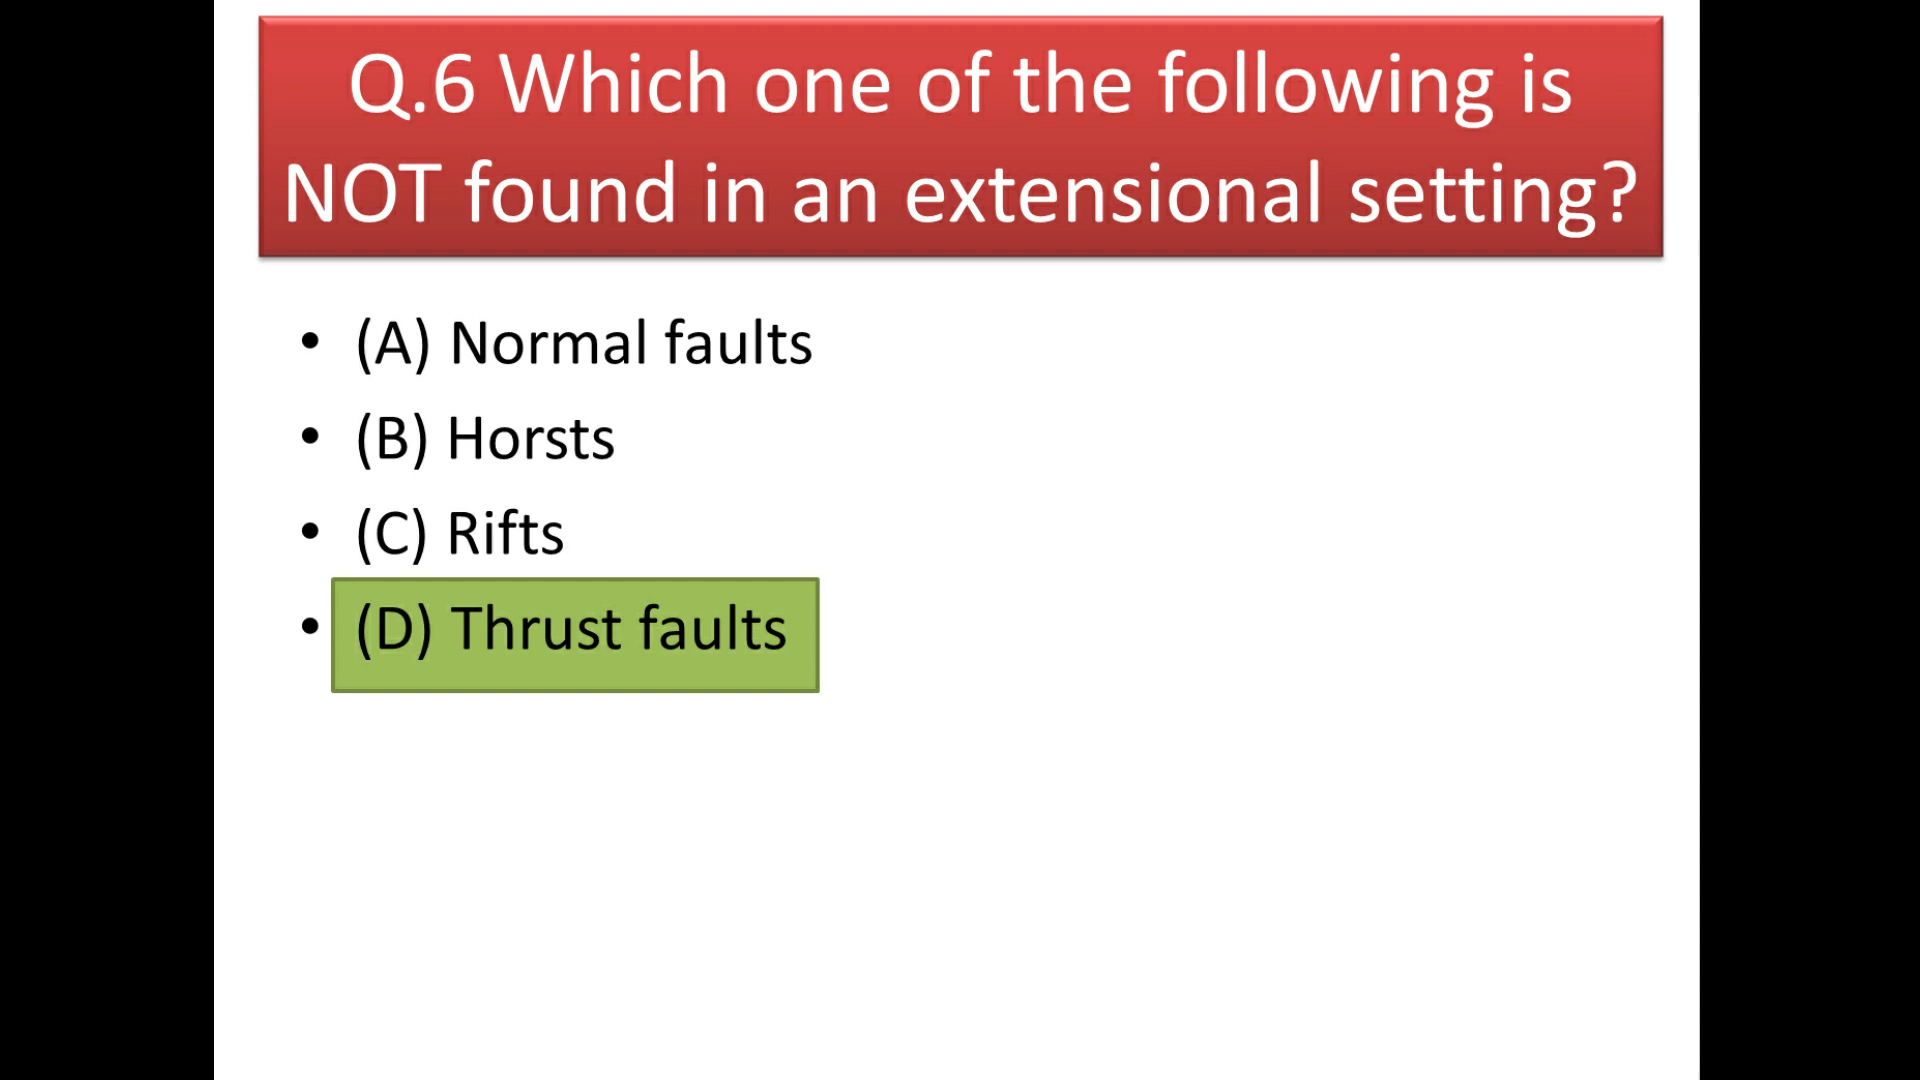 Q.6 Which one of the following is
NOT found in an extensional setting?
• (A) Normal faults
• (B) Horsts
• (C) Rifts
• (D) Thrust faults